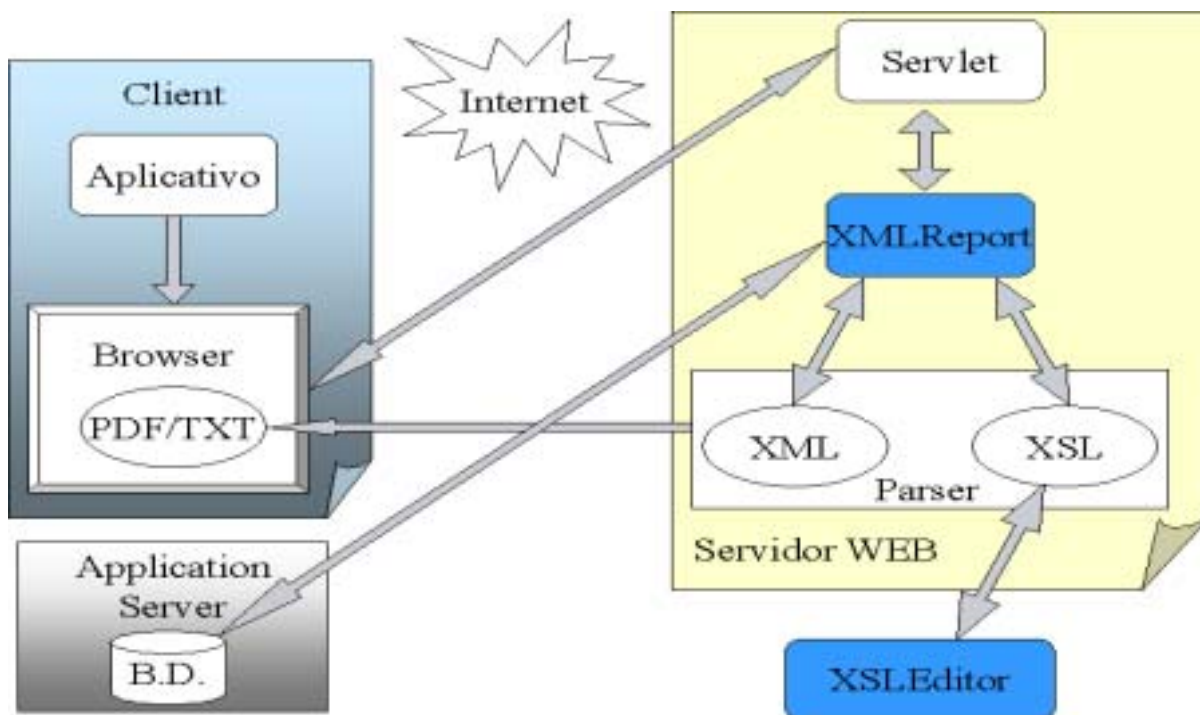 Client
Aplicativo
Browser
PDF/TXT
Application
Server
B.D.
Internet
Servlet
XMLReport
XML
XSL
Parser
Servidor WEB
XSLEditor